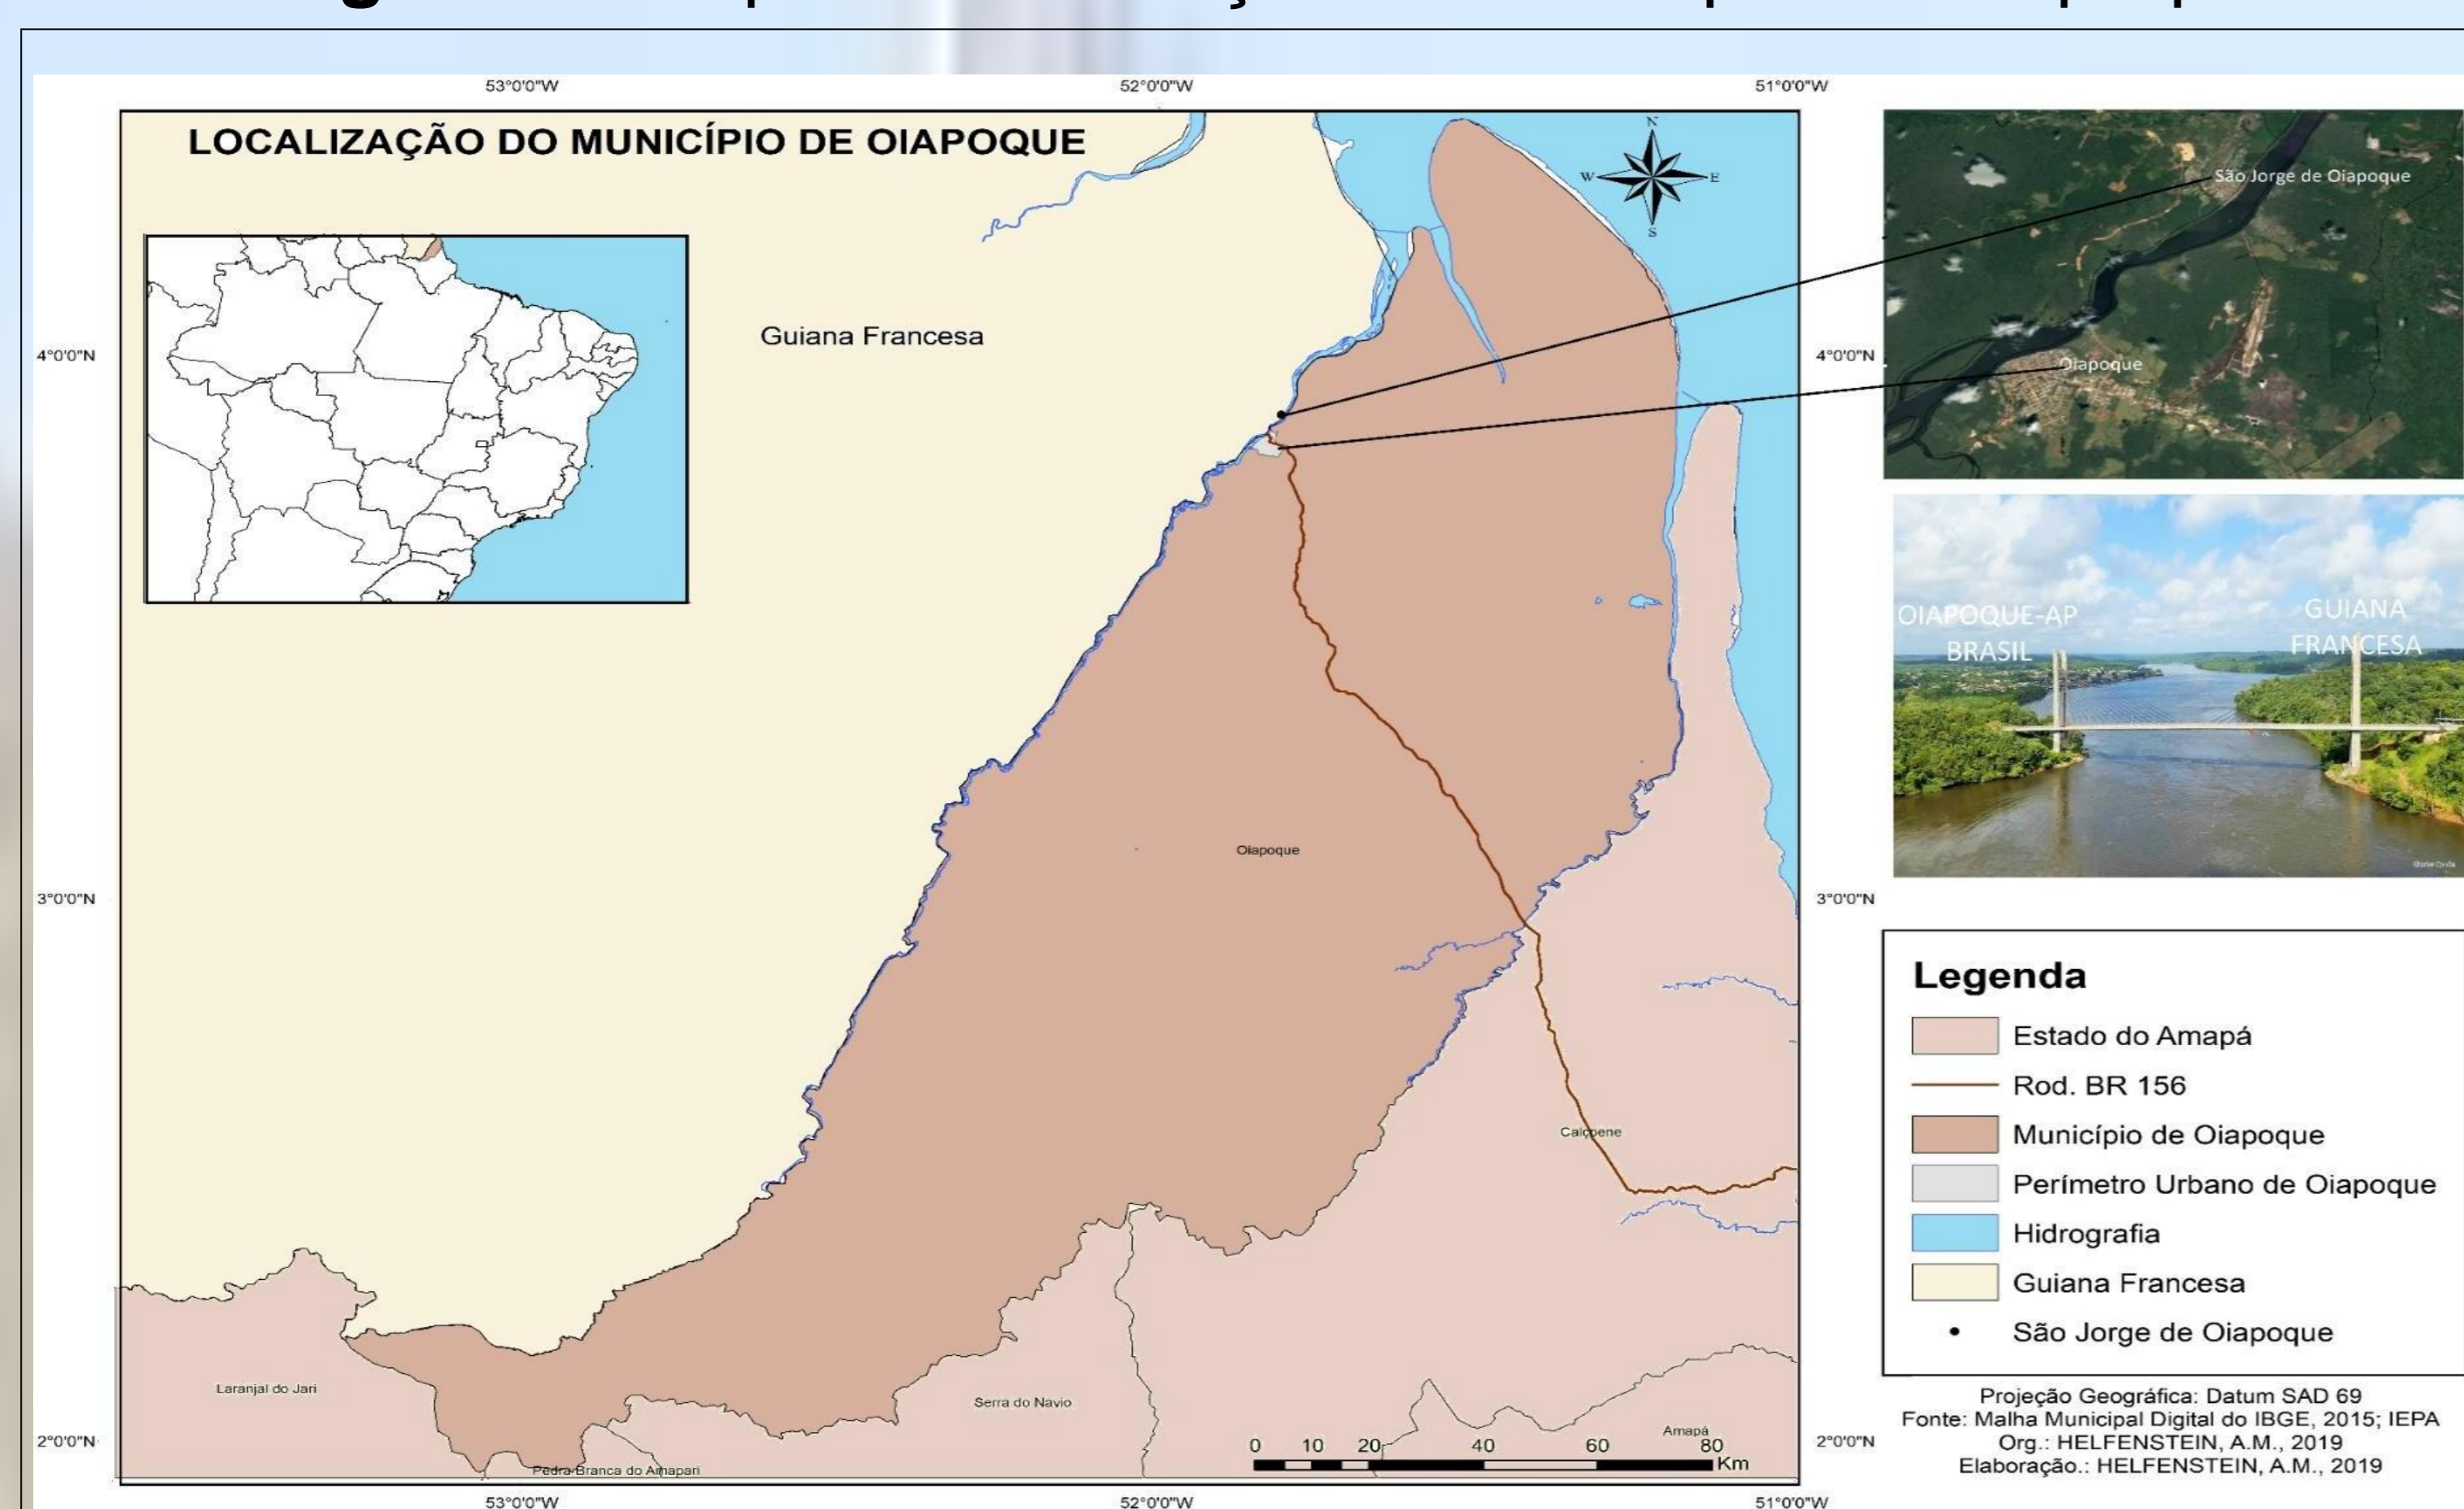 53°0'0"W
52°0'0"W
51°0'0"W
LOCALIZAÇÃO DO MUNICÍPIO DE OIAPOQUE
N
W
E
S
São Jorge de Oiapoque
Guiana Francesa
4°0'0"N
4°0'0"N
Oiapoque
OIAPOQUE-AP
BRASIL
GUIANA
FRANCESA
Oiapoque
3°0'0"N
3°0'0"N
Legenda
Estado do Amapá
Rod. BR 156
Município de Oiapoque
Perímetro Urbano de Oiapoque
Hidrografia
Guiana Francesa
São Jorge de Oiapoque
Calçoene
Laranjal do Jari
Serra do Navio
Amapá
Pedra Branca do Amapari
0 10 20 40 60 80
Km
2°0'0"N
2°0'0"N
Projeção Geográfica: Datum SAD 69
Fonte: Malha Municipal Digital do IBGE, 2015; IEPA
Org.: HELFENSTEIN, A.M., 2019
Elaboração.: HELFENSTEIN, A.M., 2019
53°0'0"W
52°0'0"W
51°0'0"W